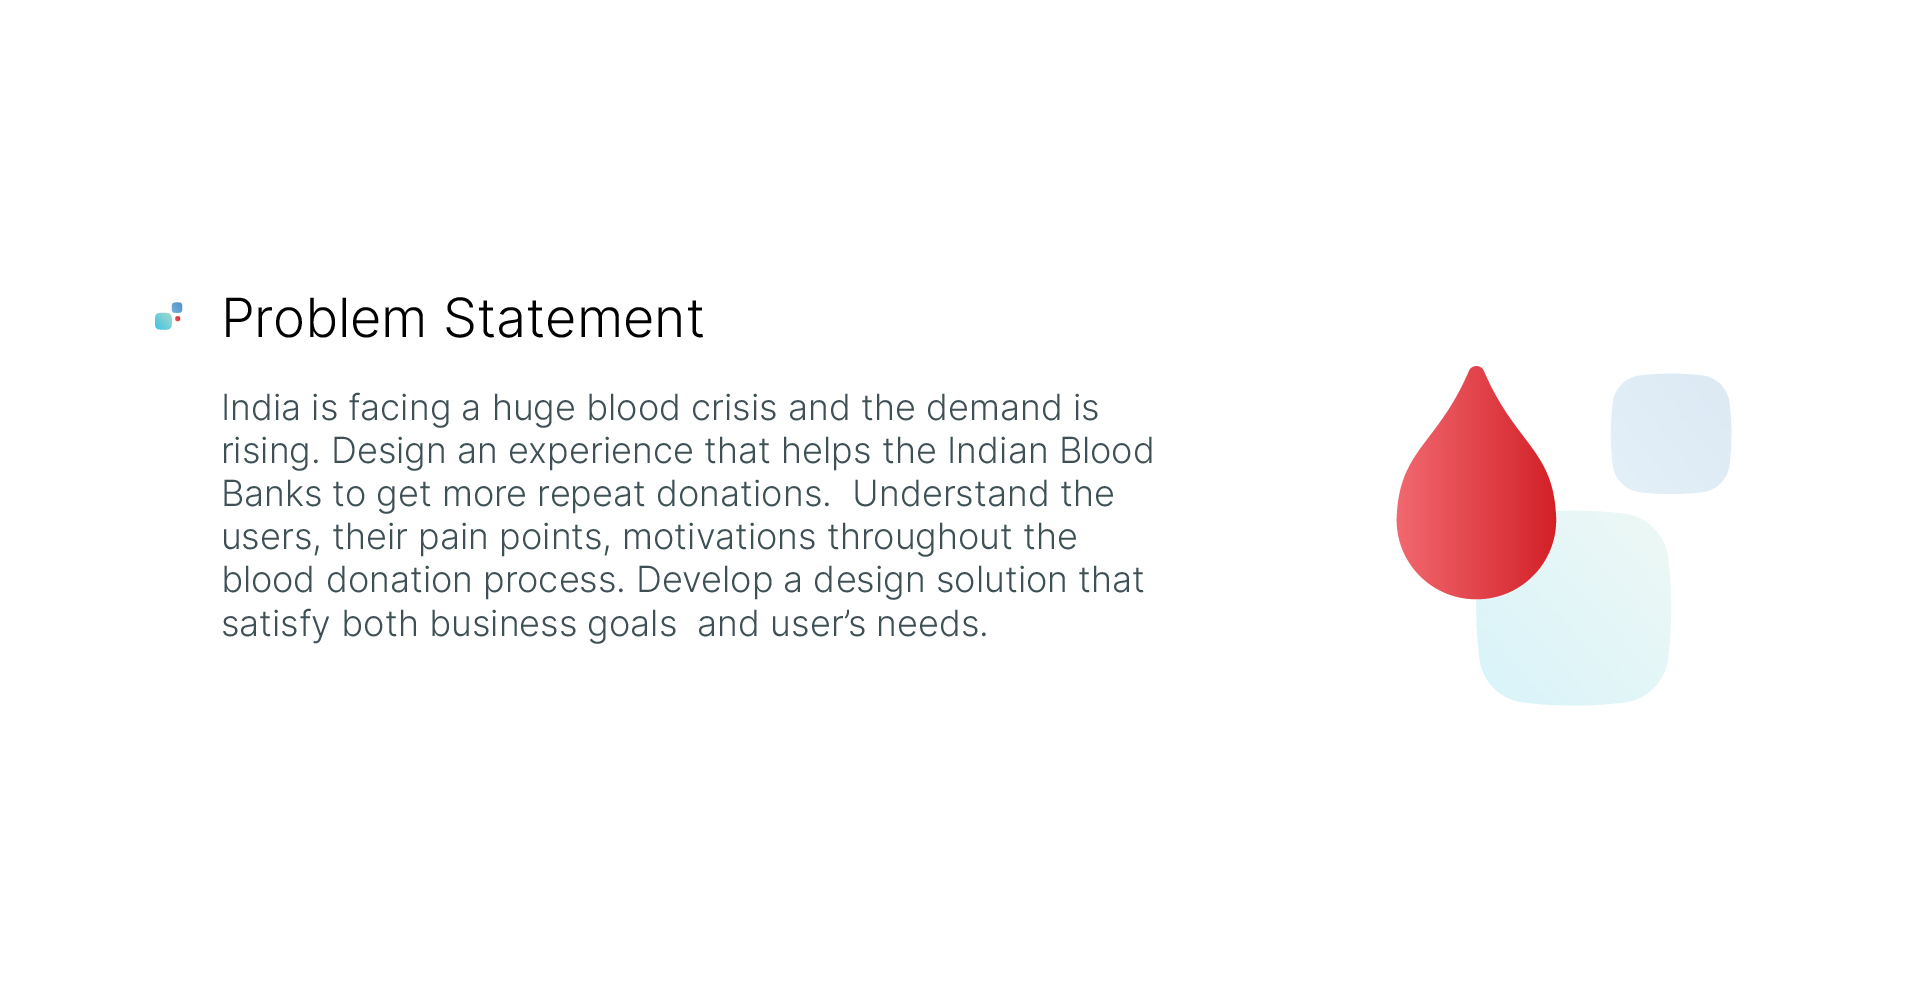 Problem Statement
India is facing a huge blood crisis and the demand is
rising. Design an experience that helps the Indian Blood
Banks to get more repeat donations.  Understand the
users, their pain points, motivations throughout the
blood donation process. Develop a design solution that
satisfy both business goals  and user’s needs.